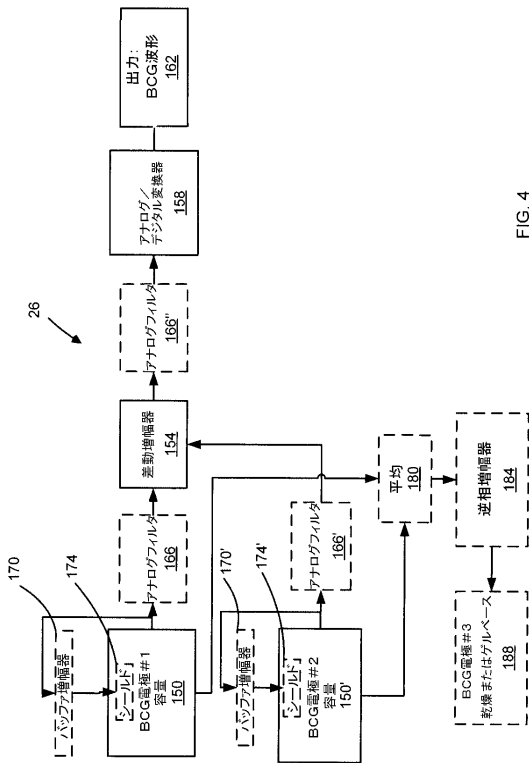 26
170
バッファ増幅器
174
シールド
BCG電極#1
容量
150
アナログフィルタ
166
差動増幅器
154
アナログフィルタ
166''
アナログ/
デジタル変換器
158
出力:
BCG波形
162
170'
バッファ増幅器
174'
シールド
BCG電極#2
容量
150'
アナログフィルタ
166'
平均
180
逆相増幅器
184
BCG電極#3
乾燥またはゲルベース
188
FIG. 4